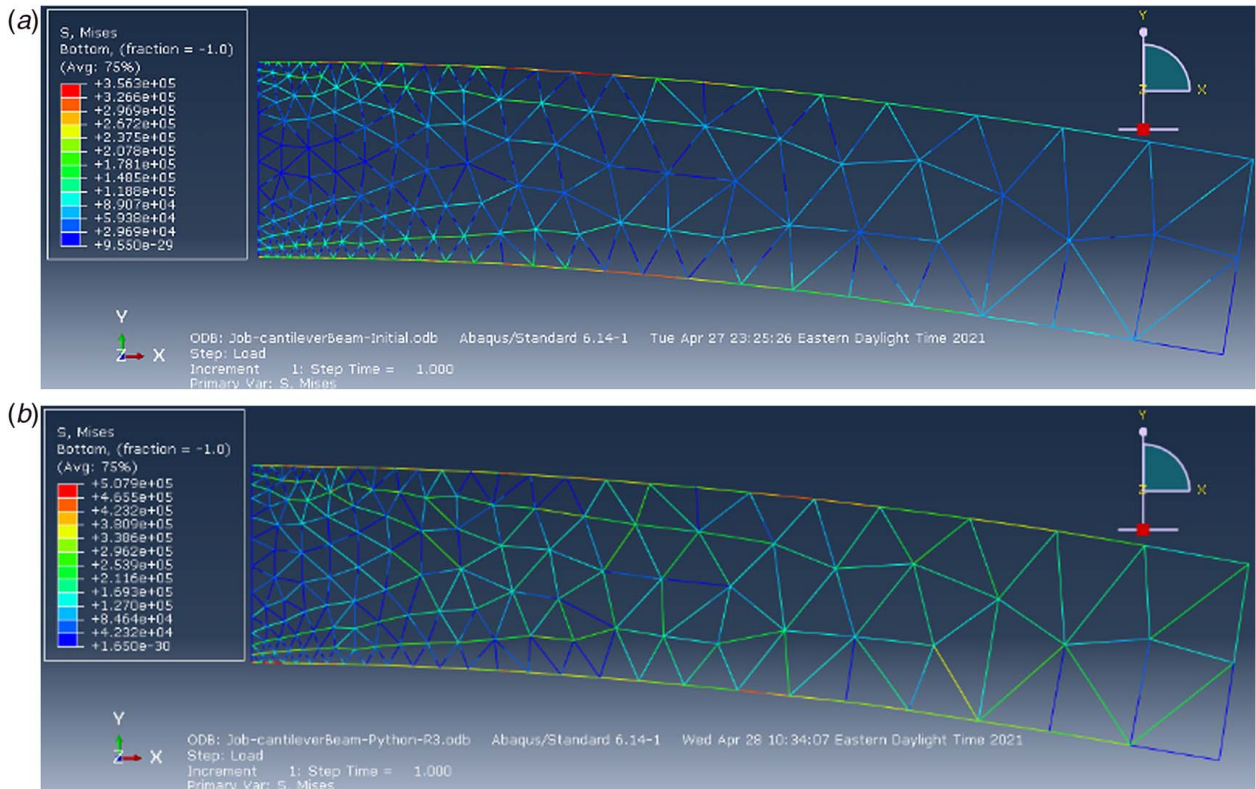 (a)
S, Mises
Bottom, (fraction = -1.0)
(Avg: 75%)
+3.563e+05
+3.266e+05
+2.969e+05
+2.672e+05
+2.375e+05
+2.078e+05
+1.781e+05
+1.485e+05
+1.188e+05
+8.907e+04
+5.938e+04
+2.969e+04
+9.550e-29
Y
Z
X
Y
Z
X
ODB: Job-cantileverBeam-Initial.odb Abaqus/Standard 6.14-1 Tue Apr 27 23:25:26 Eastern Daylight Time 2021
Step: Load
Increment 1: Step Time = 1.000
Primary Var: S, Mises
(b)
S, Mises
Bottom, (fraction = -1.0)
(Avg: 75%)
+5.079e+05
+4.655e+05
+4.232e+05
+3.809e+05
+3.386e+05
+2.962e+05
+2.539e+05
+2.116e+05
+1.693e+05
+1.270e+05
+8.464e+04
+4.232e+04
+1.650e-30
Y
Z
X
Y
Z
X
ODB: Job-cantileverBeam-Python-R3.odb Abaqus/Standard 6.14-1 Wed Apr 28 10:34:07 Eastern Daylight Time 2021
Step: Load
Increment 1: Step Time = 1.000
Primary Var: S, Mises